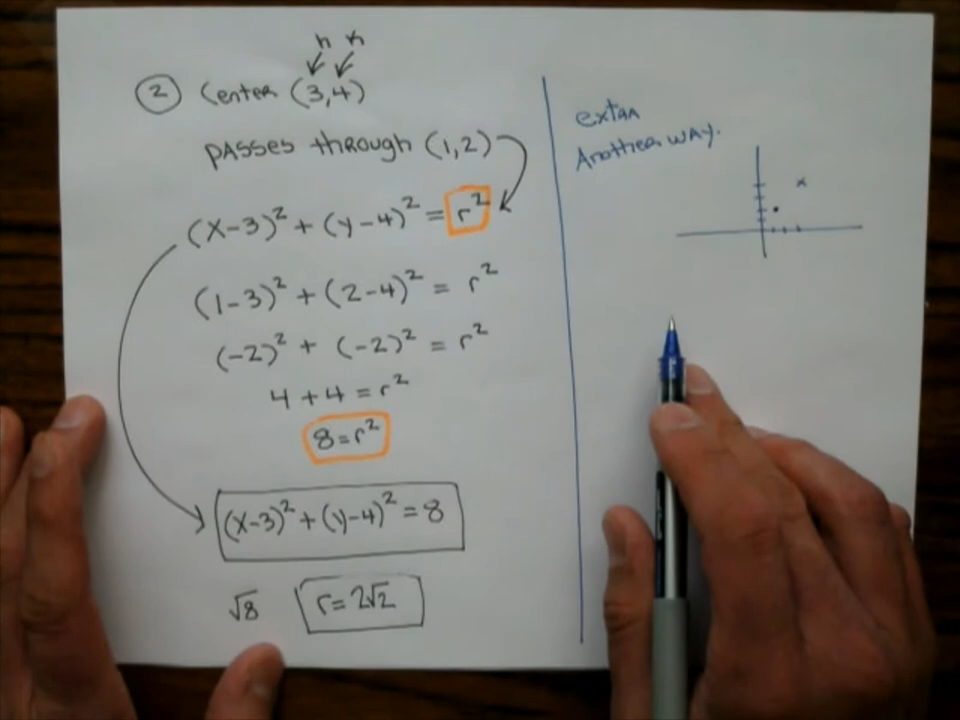 h k
② Center (3,4)
passes through (1,2)
(x-3)² + (y-4)² = r²
(1-3)² + (2-4)² = r²
(-2)² + (-2)² = r²
4 + 4 = r²
8 = r²
(x-3)² + (y-4)² = 8
√8 r = 2√2
extra
Another way.
x